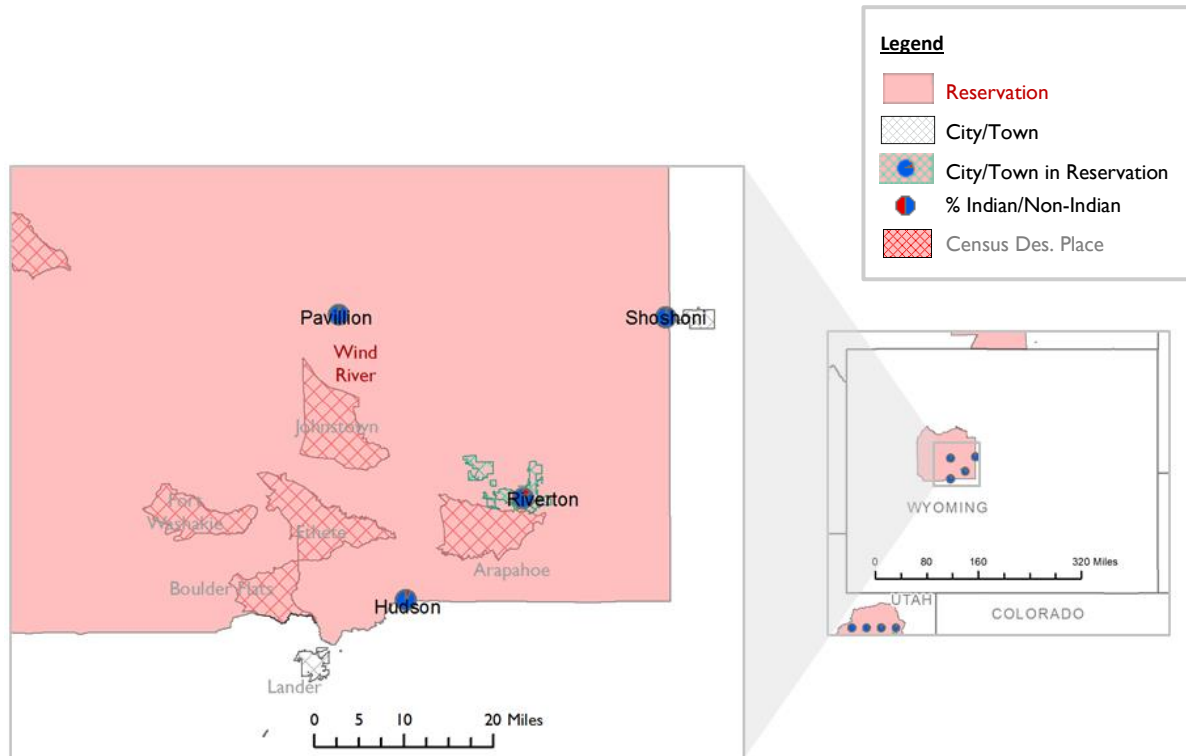 Legend
Reservation
City/Town
City/Town in Reservation
% Indian/Non-Indian
Census Des. Place
Pavillion
Shoshoni
Wind
River
Johnstown
Fort
Washakie
Ethete
Riverton
Arapahoe
Boulder Flats
Hudson
Lander
0 5 10 20 Miles
WYOMING
0 80 160 320 Miles
UTAH
COLORADO